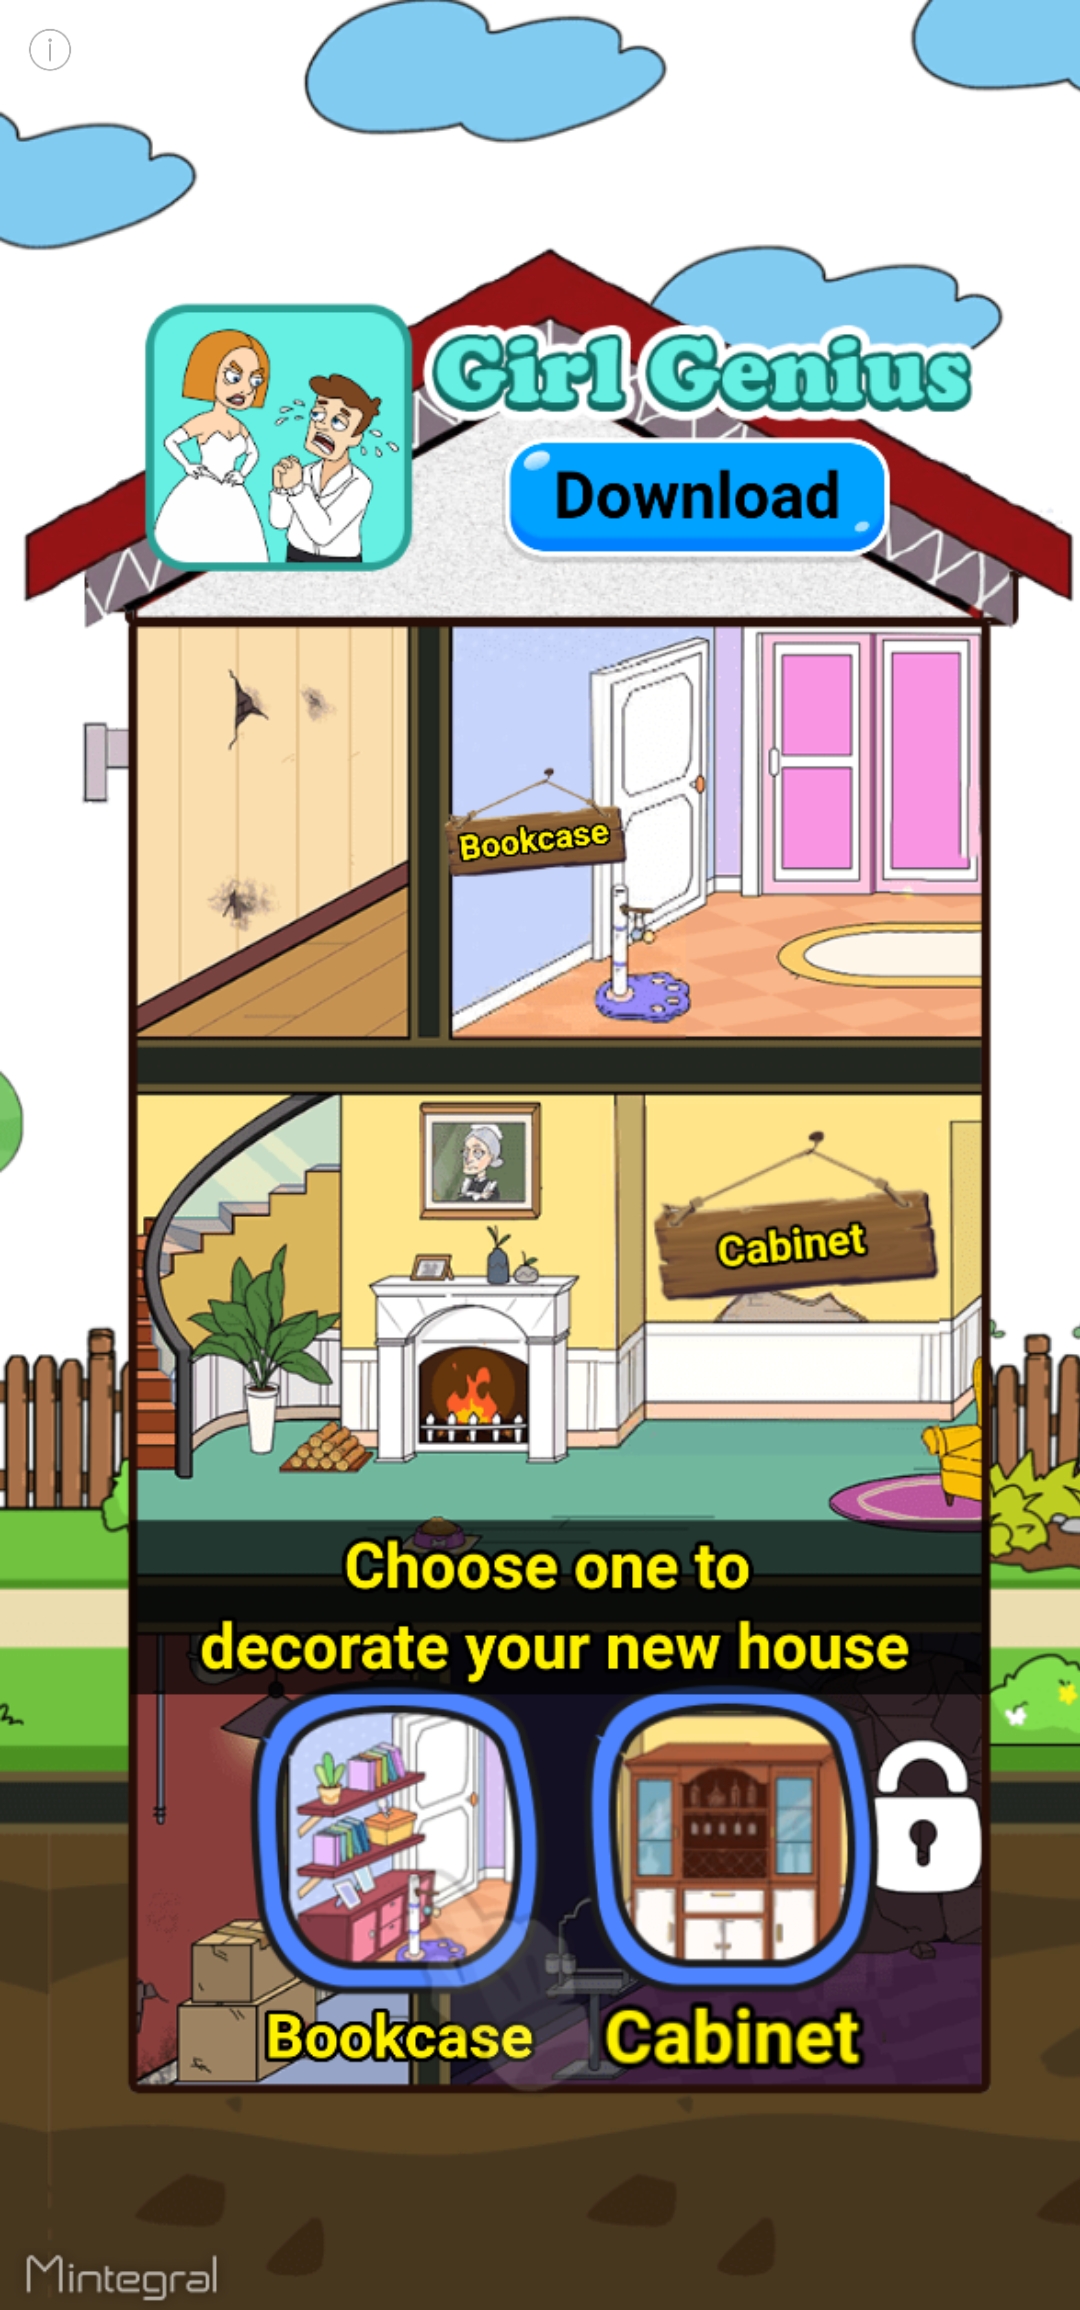 Girl Genius
Download
Bookcase
Cabinet
Choose one to
decorate your new house
Bookcase
Cabinet
Mintegral